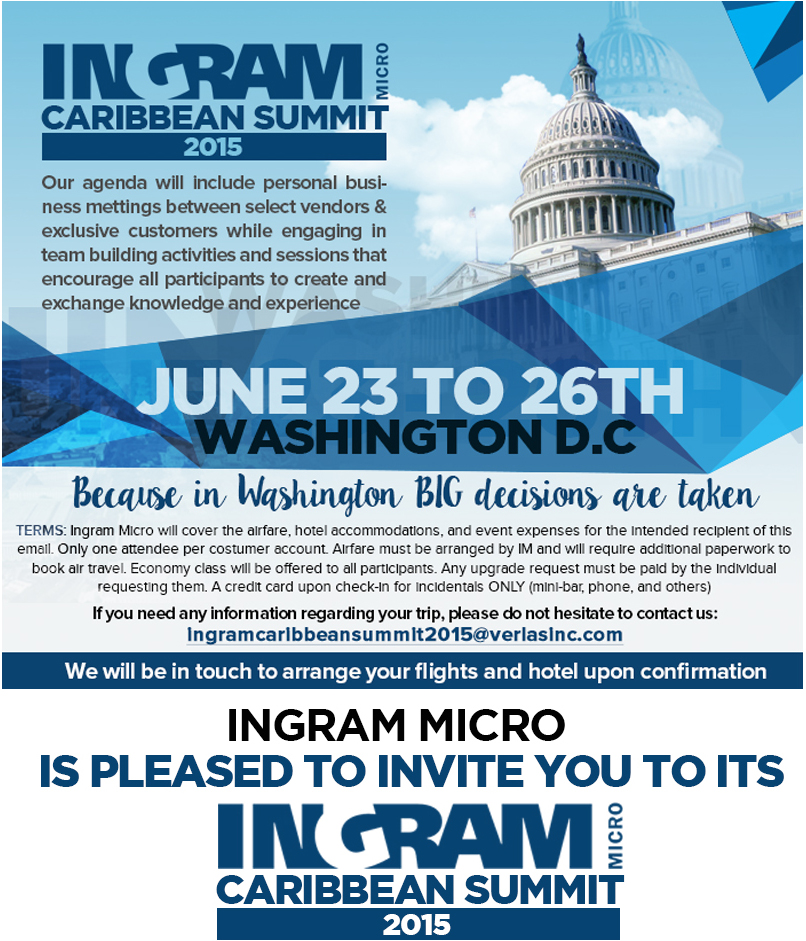 INGRAM MICRO
CARIBBEAN SUMMIT
2015
Our agenda will include personal busi-
ness mettings between select vendors &
exclusive customers while engaging in
team building activities and sessions that
encourage all participants to create and
exchange knowledge and experience
JUNE 23 TO 26TH
WASHINGTON D.C
Because in Washington BIG decisions are taken
TERMS: Ingram Micro will cover the airfare, hotel accommodations, and event expenses for the intended recipient of this
email. Only one attendee per costumer account. Airfare must be arranged by IM and will require additional paperwork to
book air travel. Economy class will be offered to all participants. Any upgrade request must be paid by the individual
requesting them. A credit card upon check-in for incidentals ONLY (mini-bar, phone, and others)
If you need any information regarding your trip, please do not hesitate to contact us:
ingramcaribbeansummit2015@verlasinc.com
We will be in touch to arrange your flights and hotel upon confirmation
INGRAM MICRO
IS PLEASED TO INVITE YOU TO ITS
INGRAM MICRO
CARIBBEAN SUMMIT
2015